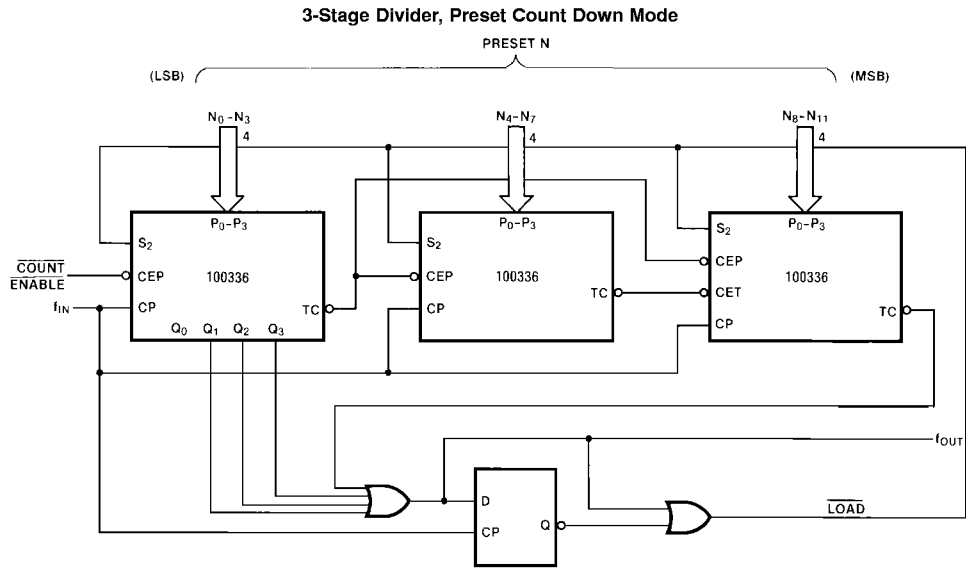 3-Stage Divider, Preset Count Down Mode
PRESET N
(LSB)
(MSB)
N0-N3
4
N4-N7
4
N8-N11
4
P0-P3
S2
CEP
CP
100336
TC
Q0 Q1 Q2 Q3
P0-P3
S2
CEP
CP
100336
TC
P0-P3
S2
CEP
CET
CP
100336
TC
COUNT
ENABLE
fIN
fOUT
D
CP
Q
LOAD